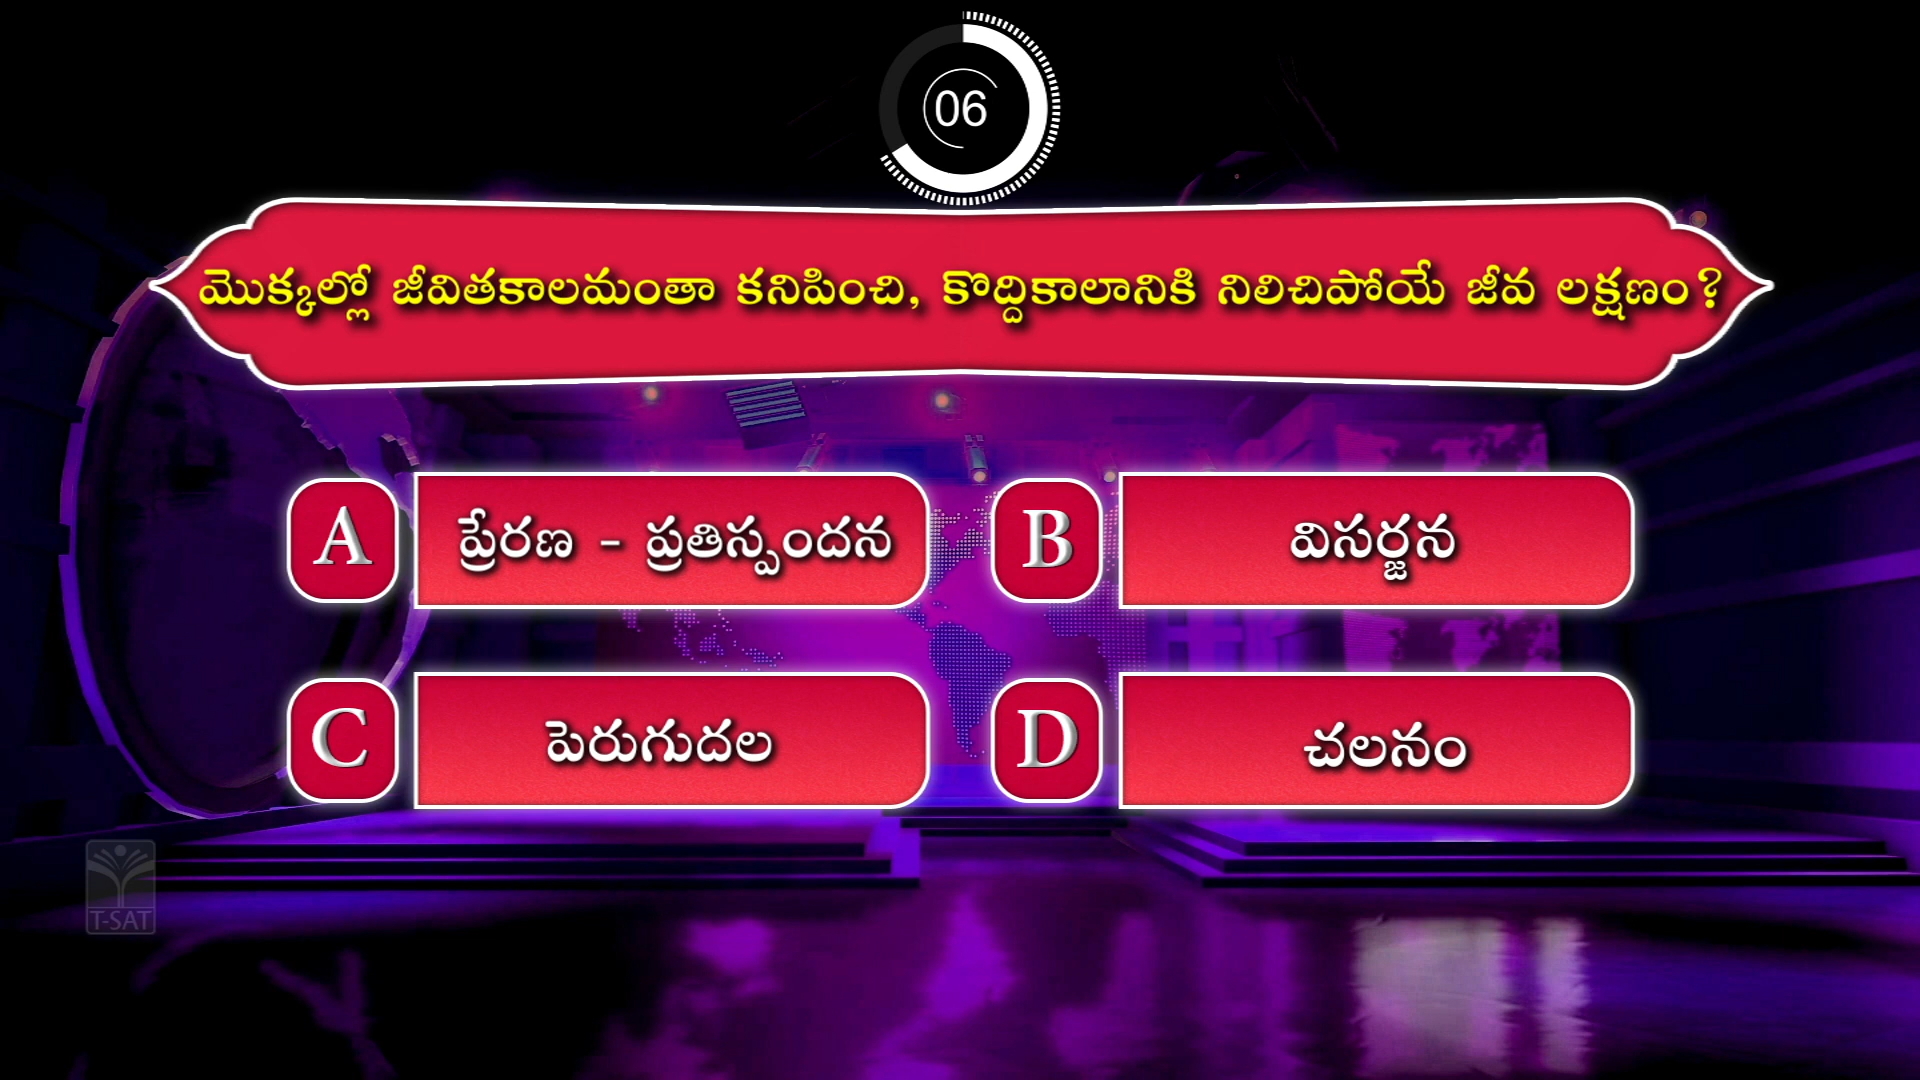 06
మొక్కల్లో జీవితకాలమంతా కనిపించి, కొద్దికాలానికి నిలిచిపోయే జీవ లక్షణం?
A ప్రేరణ - ప్రతిస్పందన
B విసర్జన
C పెరుగుదల
D చలనం
T-SAT